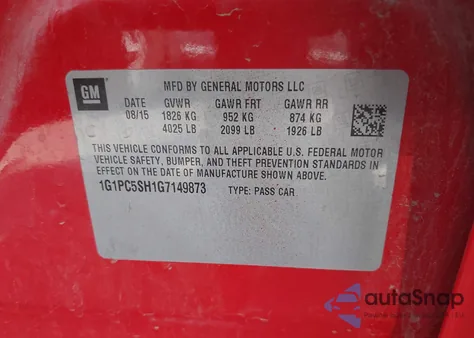 GM
MFD BY GENERAL MOTORS LLC
08/15 GVWR GAWR FRT GAWR RR
1826 KG 952 KG 874 KG
4025 LB 2099 LB 1926 LB
THIS VEHICLE CONFORMS TO ALL APPLICABLE U.S. FEDERAL MOTOR
VEHICLE SAFETY, BUMPER, AND THEFT PREVENTION STANDARDS IN
EFFECT ON THE DATE OF MANUFACTURE SHOWN ABOVE.
1G1PC5SH1G7149873 TYPE: PASS CAR
autoSnap